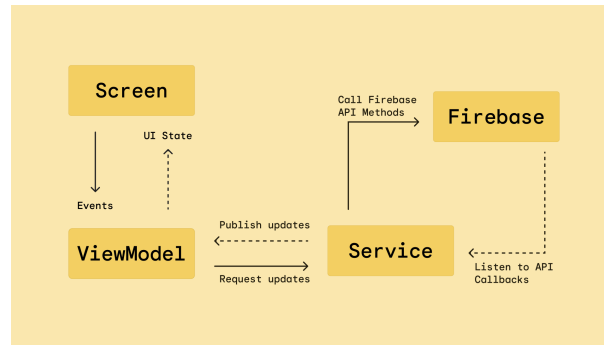 Screen
Call Firebase
API Methods
Firebase
UI State
Events
Publish updates
ViewModel
Service
Request updates
Listen to API
Callbacks